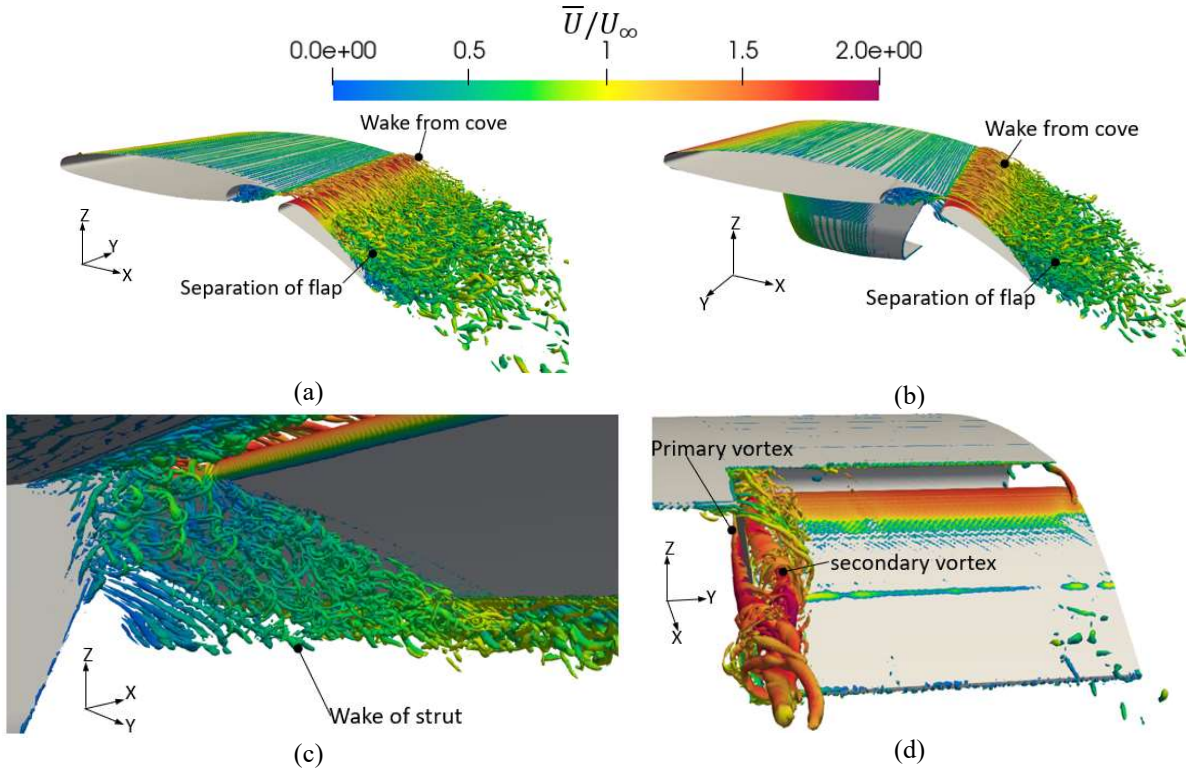 U̅/U∞
0.0e+00 0.5 1 1.5 2.0e+00
Wake from cove
Z
Y
X
Separation of flap
(a)
Wake from cove
Z
X
Y
Separation of flap
(b)
Z
X
Y
Wake of strut
(c)
Primary vortex
Z
Y
X
secondary vortex
(d)